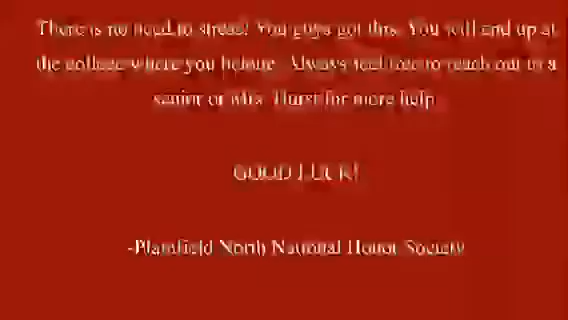 There is no need to stress! You guys got this. You will end up at
the college where you belong. Always feel free to reach out to a
senior or Mrs. Hurst for more help.
GOOD LUCK!
-Plainfield North National Honor Society